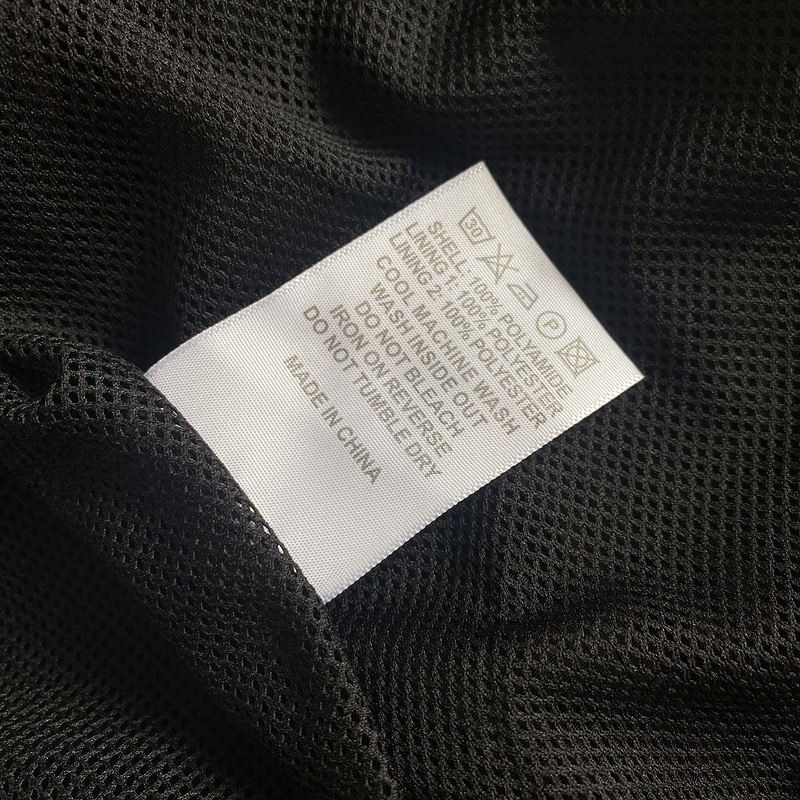 30 P
SHELL: 100% POLYAMIDE
LINING 1: 100% POLYESTER
LINING 2: 100% POLYESTER
COOL MACHINE WASH
WASH INSIDE OUT
DO NOT BLEACH
IRON ON REVERSE
DO NOT TUMBLE DRY
MADE IN CHINA